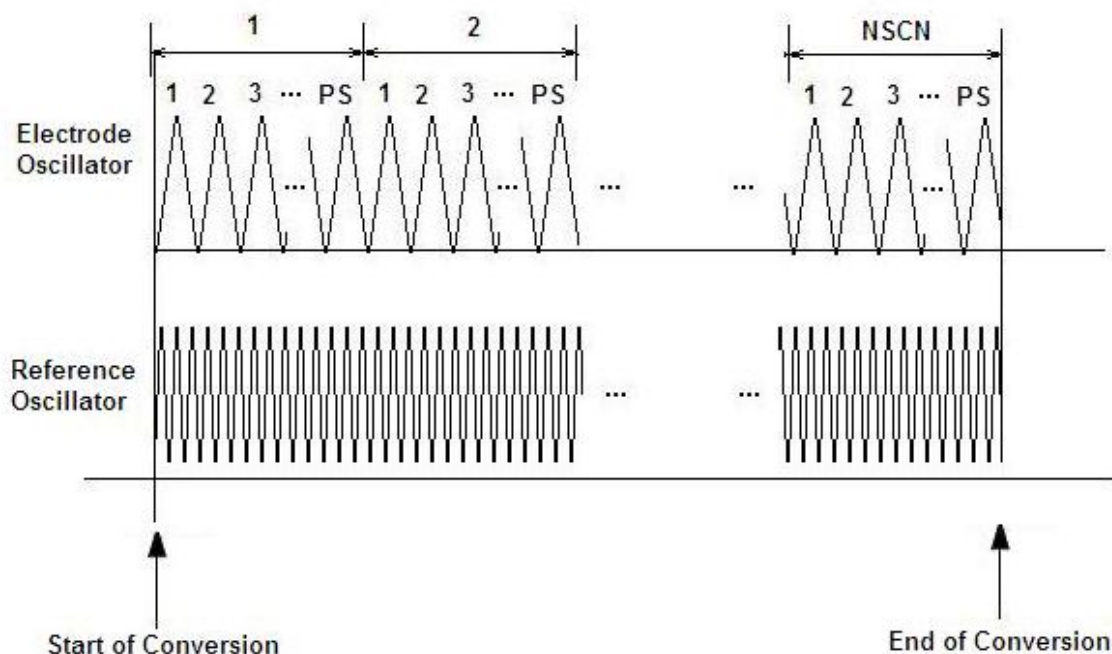 1 2 NSCN
1 2 3 ... PS 1 2 3 ... PS 1 2 3 ... PS
Electrode
Oscillator
... ... ... ... ...
Reference
Oscillator
... ...
Start of Conversion
End of Conversion